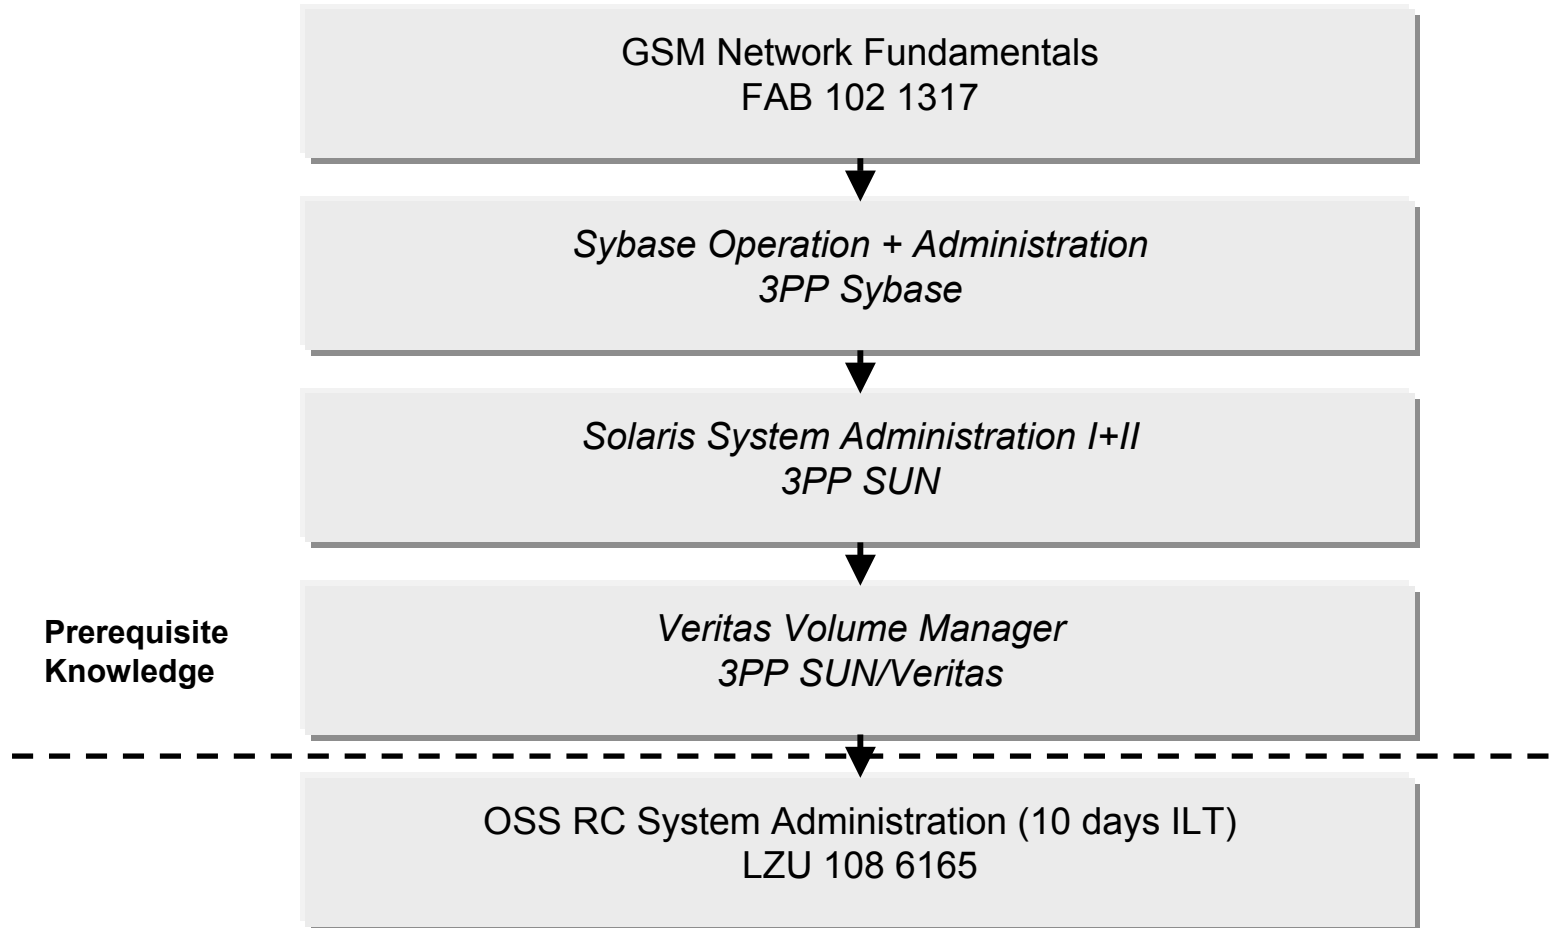 GSM Network Fundamentals
FAB 102 1317
Sybase Operation + Administration
3PP Sybase
Solaris System Administration I+II
3PP SUN
Prerequisite
Knowledge
Veritas Volume Manager
3PP SUN/Veritas
OSS RC System Administration (10 days ILT)
LZU 108 6165